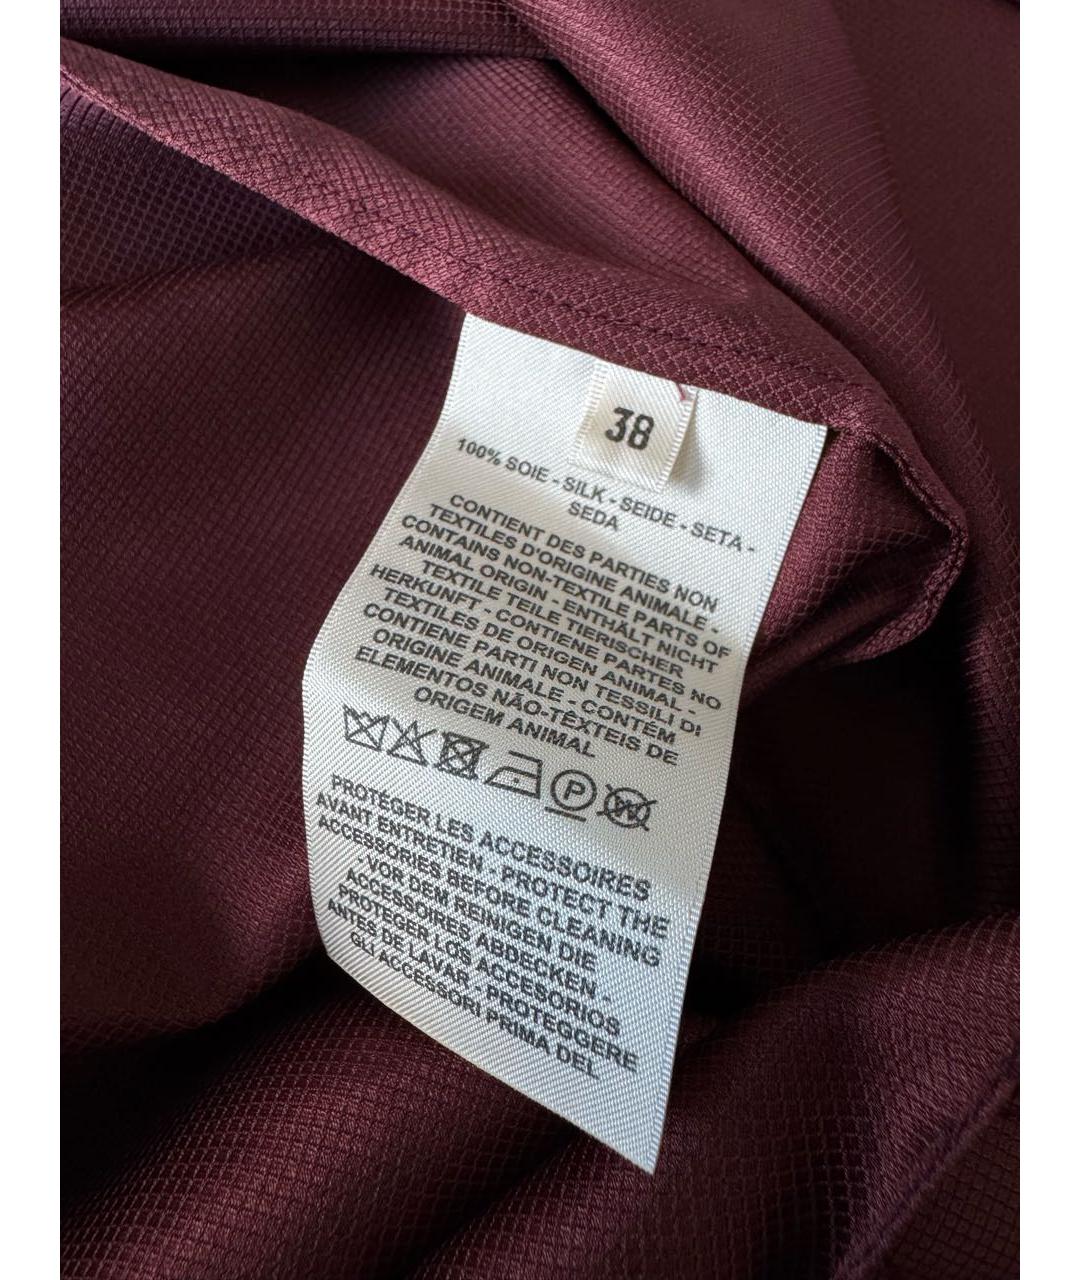 38
100% SOIE - SILK - SEIDE - SETA -
SEDA
CONTIENT DES PARTIES NON
TEXTILES D'ORIGINE ANIMALE -
CONTAINS NON-TEXTILE PARTS OF
ANIMAL ORIGIN - ENTHÄLT NICHT
TEXTILE TEILE TIERISCHER
HERKUNFT - CONTIENE PARTES NO
TEXTILES DE ORIGEN ANIMAL -
CONTIENE PARTI NON TESSILI DI
ORIGINE ANIMALE - CONTÉM
ELEMENTOS NÃO-TÊXTEIS DE
ORIGEM ANIMAL
P W
PROTÉGER LES ACCESSOIRES
AVANT ENTRETIEN - PROTECT THE
ACCESSORIES BEFORE CLEANING
- VOR DEM REINIGEN DIE
ACCESSOIRES ABDECKEN -
PROTEGER LOS ACCESORIOS
ANTES DE LAVAR - PROTEGGERE
GLI ACCESSORI PRIMA DEL